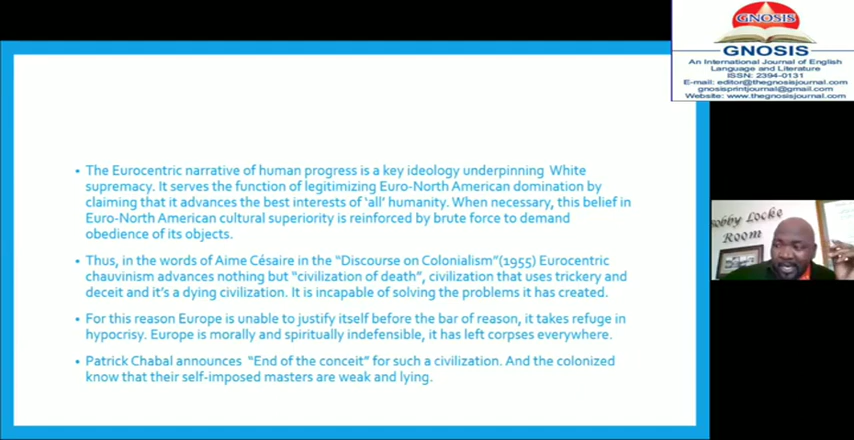 GNOSIS
GNOSIS
An International Journal of English
Language and Literature
ISSN: 2394-0131
E-mail: editor@thegnosisjournal.com
gnosisprintjournal@gmail.com
Website: www.thegnosisjournal.com
• The Eurocentric narrative of human progress is a key ideology underpinning White
supremacy. It serves the function of legitimizing Euro-North American domination by
claiming that it advances the best interests of ‘all’ humanity. When necessary, this belief in
Euro-North American cultural superiority is reinforced by brute force to demand
obedience of its objects.
• Thus, in the words of Aime Césaire in the “Discourse on Colonialism”(1955) Eurocentric
chauvinism advances nothing but “civilization of death”, civilization that uses trickery and
deceit and it’s a dying civilization. It is incapable of solving the problems it has created.
• For this reason Europe is unable to justify itself before the bar of reason, it takes refuge in
hypocrisy. Europe is morally and spiritually indefensible, it has left corpses everywhere.
• Patrick Chabal announces “End of the conceit” for such a civilization. And the colonized
know that their self-imposed masters are weak and lying.
obby Locke
Room